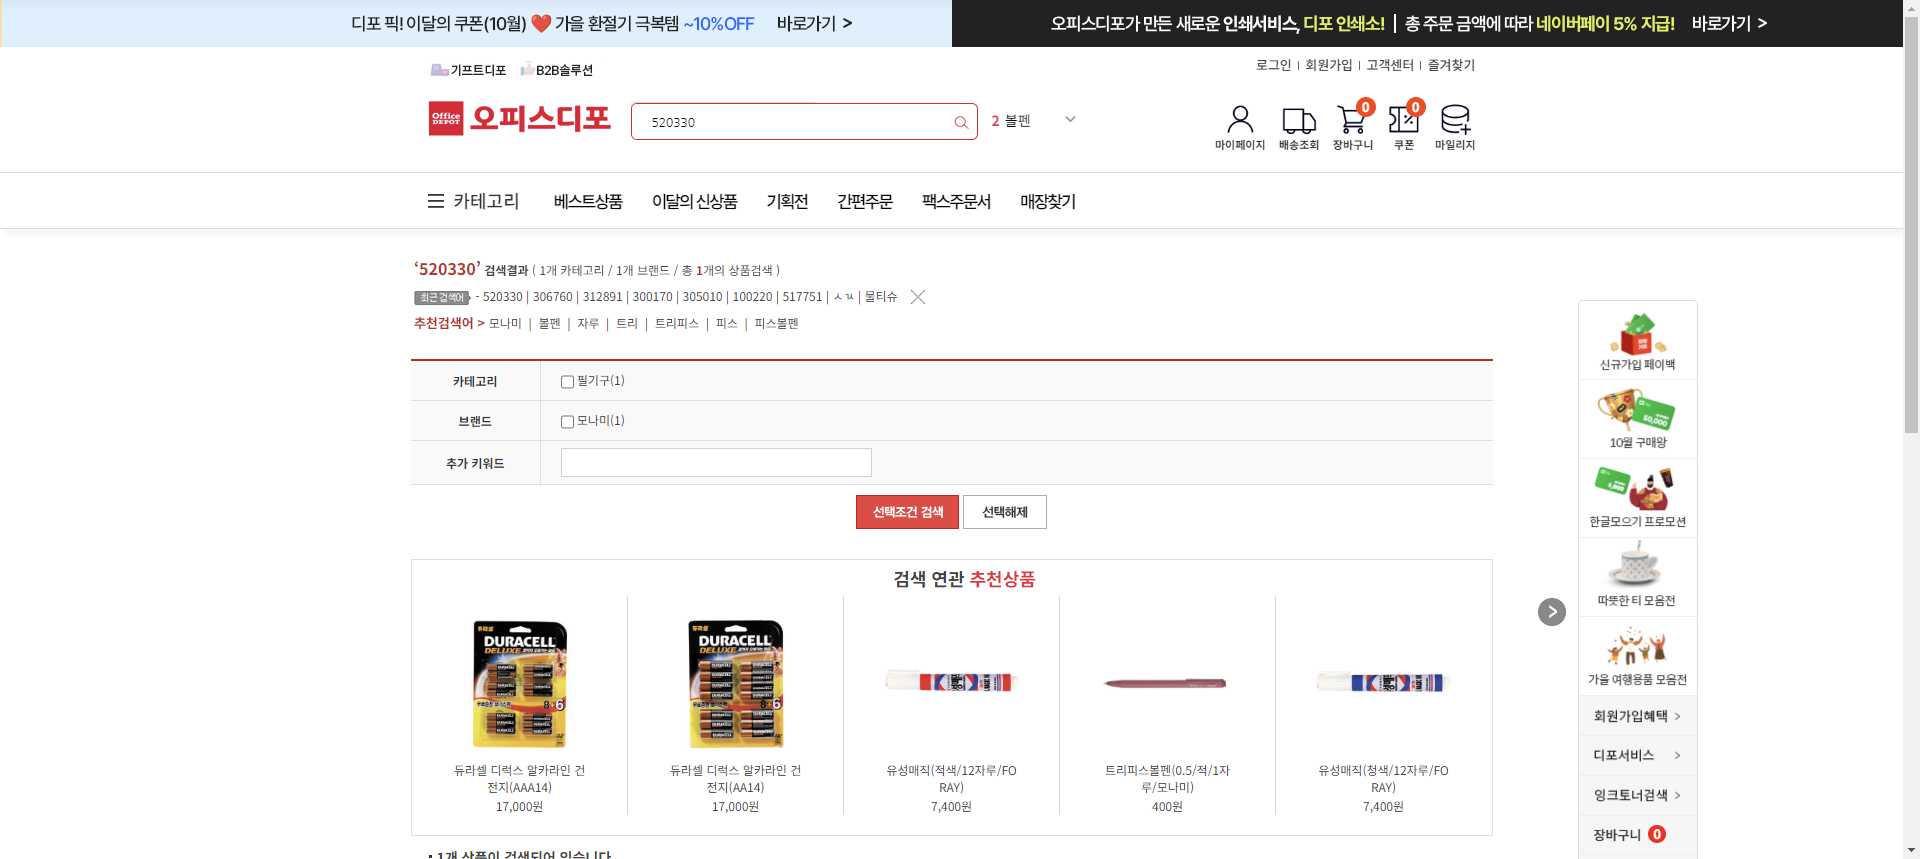 디포 픽! 이달의 쿠폰(10월) ❤️ 가을 환절기 극복템 ~10%OFF 바로가기 >
오피스디포가 만든 새로운 인쇄서비스, 디포 인쇄소! | 총 주문 금액에 따라 네이버페이 5% 지급! 바로가기 >
기프트디포 B2B솔루션
로그인 | 회원가입 | 고객센터 | 즐겨찾기
Office DEPOT 오피스디포
520330
2 볼펜
0 0
마이페이지 배송조회 장바구니 쿠폰 마일리지
카테고리 베스트상품 이달의 신상품 기획전 간편주문 팩스주문서 매장찾기
‘520330’ 검색결과 ( 1개 카테고리 / 1개 브랜드 / 총 1개의 상품검색 )
최근 검색어 - 520330 | 306760 | 312891 | 300170 | 305010 | 100220 | 517751 | ㅅㄳ | 물티슈
추천검색어 > 모나미 | 볼펜 | 자루 | 트리 | 트리피스 | 피스 | 피스볼펜
카테고리 필기구(1)
브랜드 모나미(1)
추가 키워드
선택조건 검색 선택해제
검색 연관 추천상품
DURACELL DELUXE 8+6
DURACELL DELUXE 8+6
듀라셀 디럭스 알카라인 건전지(AAA14)
17,000원
듀라셀 디럭스 알카라인 건전지(AA14)
17,000원
유성매직(적색/12자루/FORAY)
7,400원
트리피스볼펜(0.5/적/1자루/모나미)
400원
유성매직(청색/12자루/FORAY)
7,400원
▪ 1개 상품이 검색되어 있습니다
신규가입 페이백
50,000
10월 구매왕
한글모으기 프로모션
따뜻한 티 모음전
가을 여행용품 모음전
회원가입혜택 >
디포서비스 >
잉크토너검색 >
장바구니 0